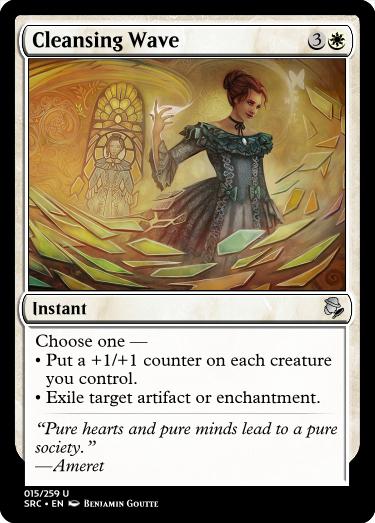 Cleansing Wave 3
Instant
Choose one —
• Put a +1/+1 counter on each creature
you control.
• Exile target artifact or enchantment.
“Pure hearts and pure minds lead to a pure
society.”
—Ameret
015/259 U
SRC • EN Benjamin Goutte